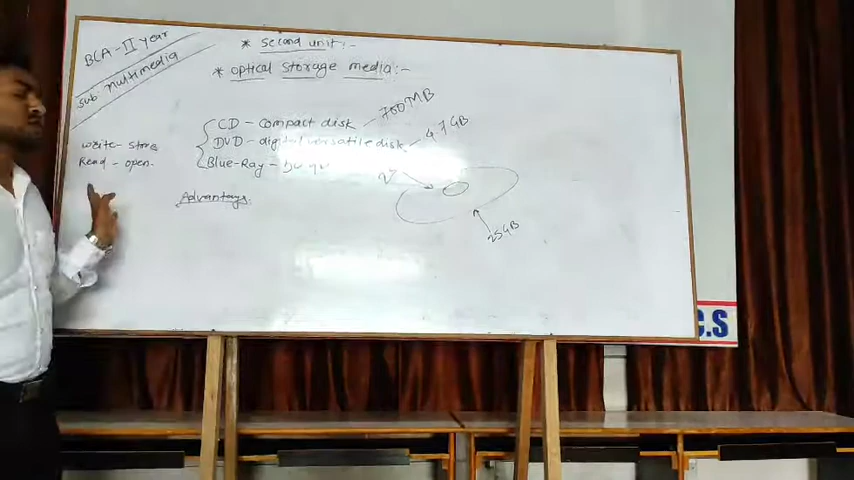 BCA-II year
Sub: Multimedia
* Second unit:-
* Optical storage media:-
CD - compact disk - 700MB
DVD - digital versatile disk - 4.7GB
Blue-Ray -
write - store
Read - open
Advantays
25GB
C.S